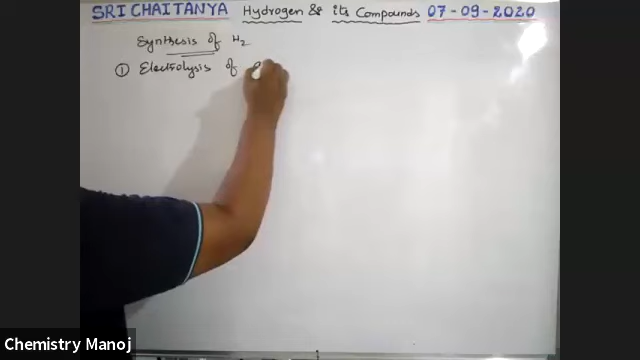 SRI CHAITANYA Hydrogen & its Compounds 07-09-2020
Synthesis of H₂
① Electrolysis of
Chemistry Manoj